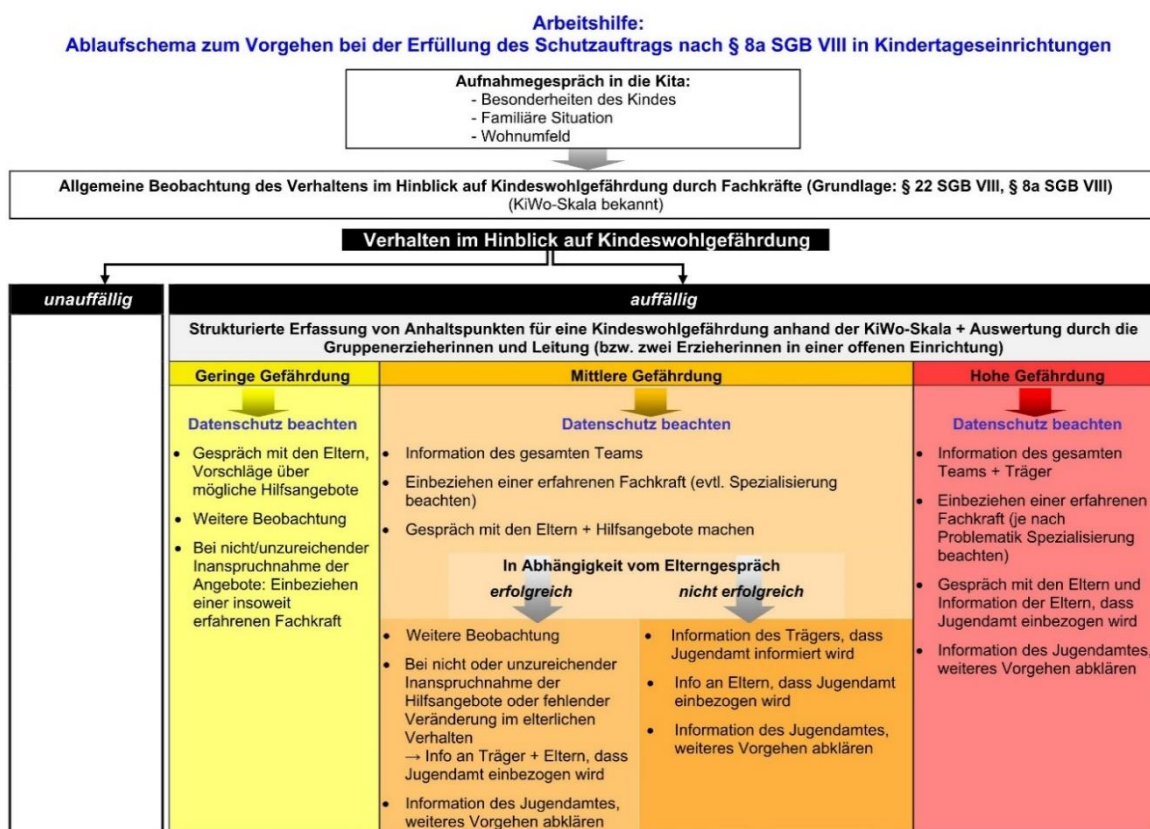 Arbeitshilfe:
Ablaufschema zum Vorgehen bei der Erfüllung des Schutzauftrags nach § 8a SGB VIII in Kindertageseinrichtungen
Aufnahmegespräch in die Kita:
- Besonderheiten des Kindes
- Familiäre Situation
- Wohnumfeld
Allgemeine Beobachtung des Verhaltens im Hinblick auf Kindeswohlgefährdung durch Fachkräfte (Grundlage: § 22 SGB VIII, § 8a SGB VIII)
(KiWo-Skala bekannt)
Verhalten im Hinblick auf Kindeswohlgefährdung
unauffällig
auffällig
Strukturierte Erfassung von Anhaltspunkten für eine Kindeswohlgefährdung anhand der KiWo-Skala + Auswertung durch die
Gruppenerzieherinnen und Leitung (bzw. zwei Erzieherinnen in einer offenen Einrichtung)
Geringe Gefährdung
Datenschutz beachten
• Gespräch mit den Eltern,
Vorschläge über
mögliche Hilfsangebote
• Weitere Beobachtung
• Bei nicht/unzureichender
Inanspruchnahme der
Angebote: Einbeziehen
einer insoweit
erfahrenen Fachkraft
Mittlere Gefährdung
Datenschutz beachten
• Information des gesamten Teams
• Einbeziehen einer erfahrenen Fachkraft (evtl. Spezialisierung
beachten)
• Gespräch mit den Eltern + Hilfsangebote machen
In Abhängigkeit vom Elterngespräch
erfolgreich
nicht erfolgreich
• Weitere Beobachtung
• Bei nicht oder unzureichender
Inanspruchnahme der
Hilfsangebote oder fehlender
Veränderung im elterlichen
Verhalten
→ Info an Träger + Eltern, dass
Jugendamt einbezogen wird
• Information des Jugendamtes,
weiteres Vorgehen abklären
• Information des Trägers, dass
Jugendamt informiert wird
• Info an Eltern, dass Jugendamt
einbezogen wird
• Information des Jugendamtes,
weiteres Vorgehen abklären
Hohe Gefährdung
Datenschutz beachten
• Information des gesamten
Teams + Träger
• Einbeziehen einer erfahrenen
Fachkraft (je nach
Problematik Spezialisierung
beachten)
• Gespräch mit den Eltern und
Information der Eltern, dass
Jugendamt einbezogen wird
• Information des Jugendamtes,
weiteres Vorgehen abklären